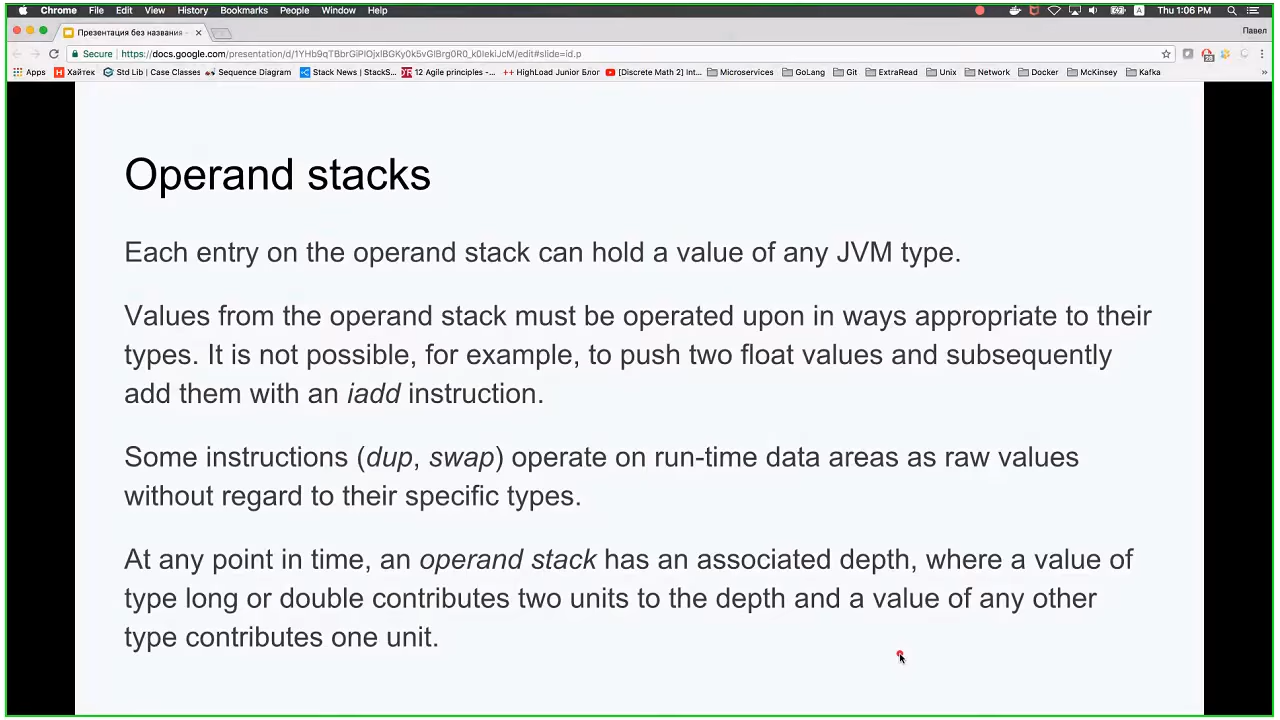 Chrome File Edit View History Bookmarks People Window Help Thu 1:06 PM
Презентация без названия -
Павел
Secure https://docs.google.com/presentation/d/
Apps Хайтек Std Lib | Case Classes Sequence Diagram Stack News | StackS... 12 Agile principles -... HighLoad Junior Блог [Discrete Math 2] Int... Microservices GoLang Git ExtraRead Unix Network Docker McKinsey Kafka »
Operand stacks
Each entry on the operand stack can hold a value of any JVM type.
Values from the operand stack must be operated upon in ways appropriate to their
types. It is not possible, for example, to push two float values and subsequently
add them with an iadd instruction.
Some instructions (dup, swap) operate on run-time data areas as raw values
without regard to their specific types.
At any point in time, an operand stack has an associated depth, where a value of
type long or double contributes two units to the depth and a value of any other
type contributes one unit.